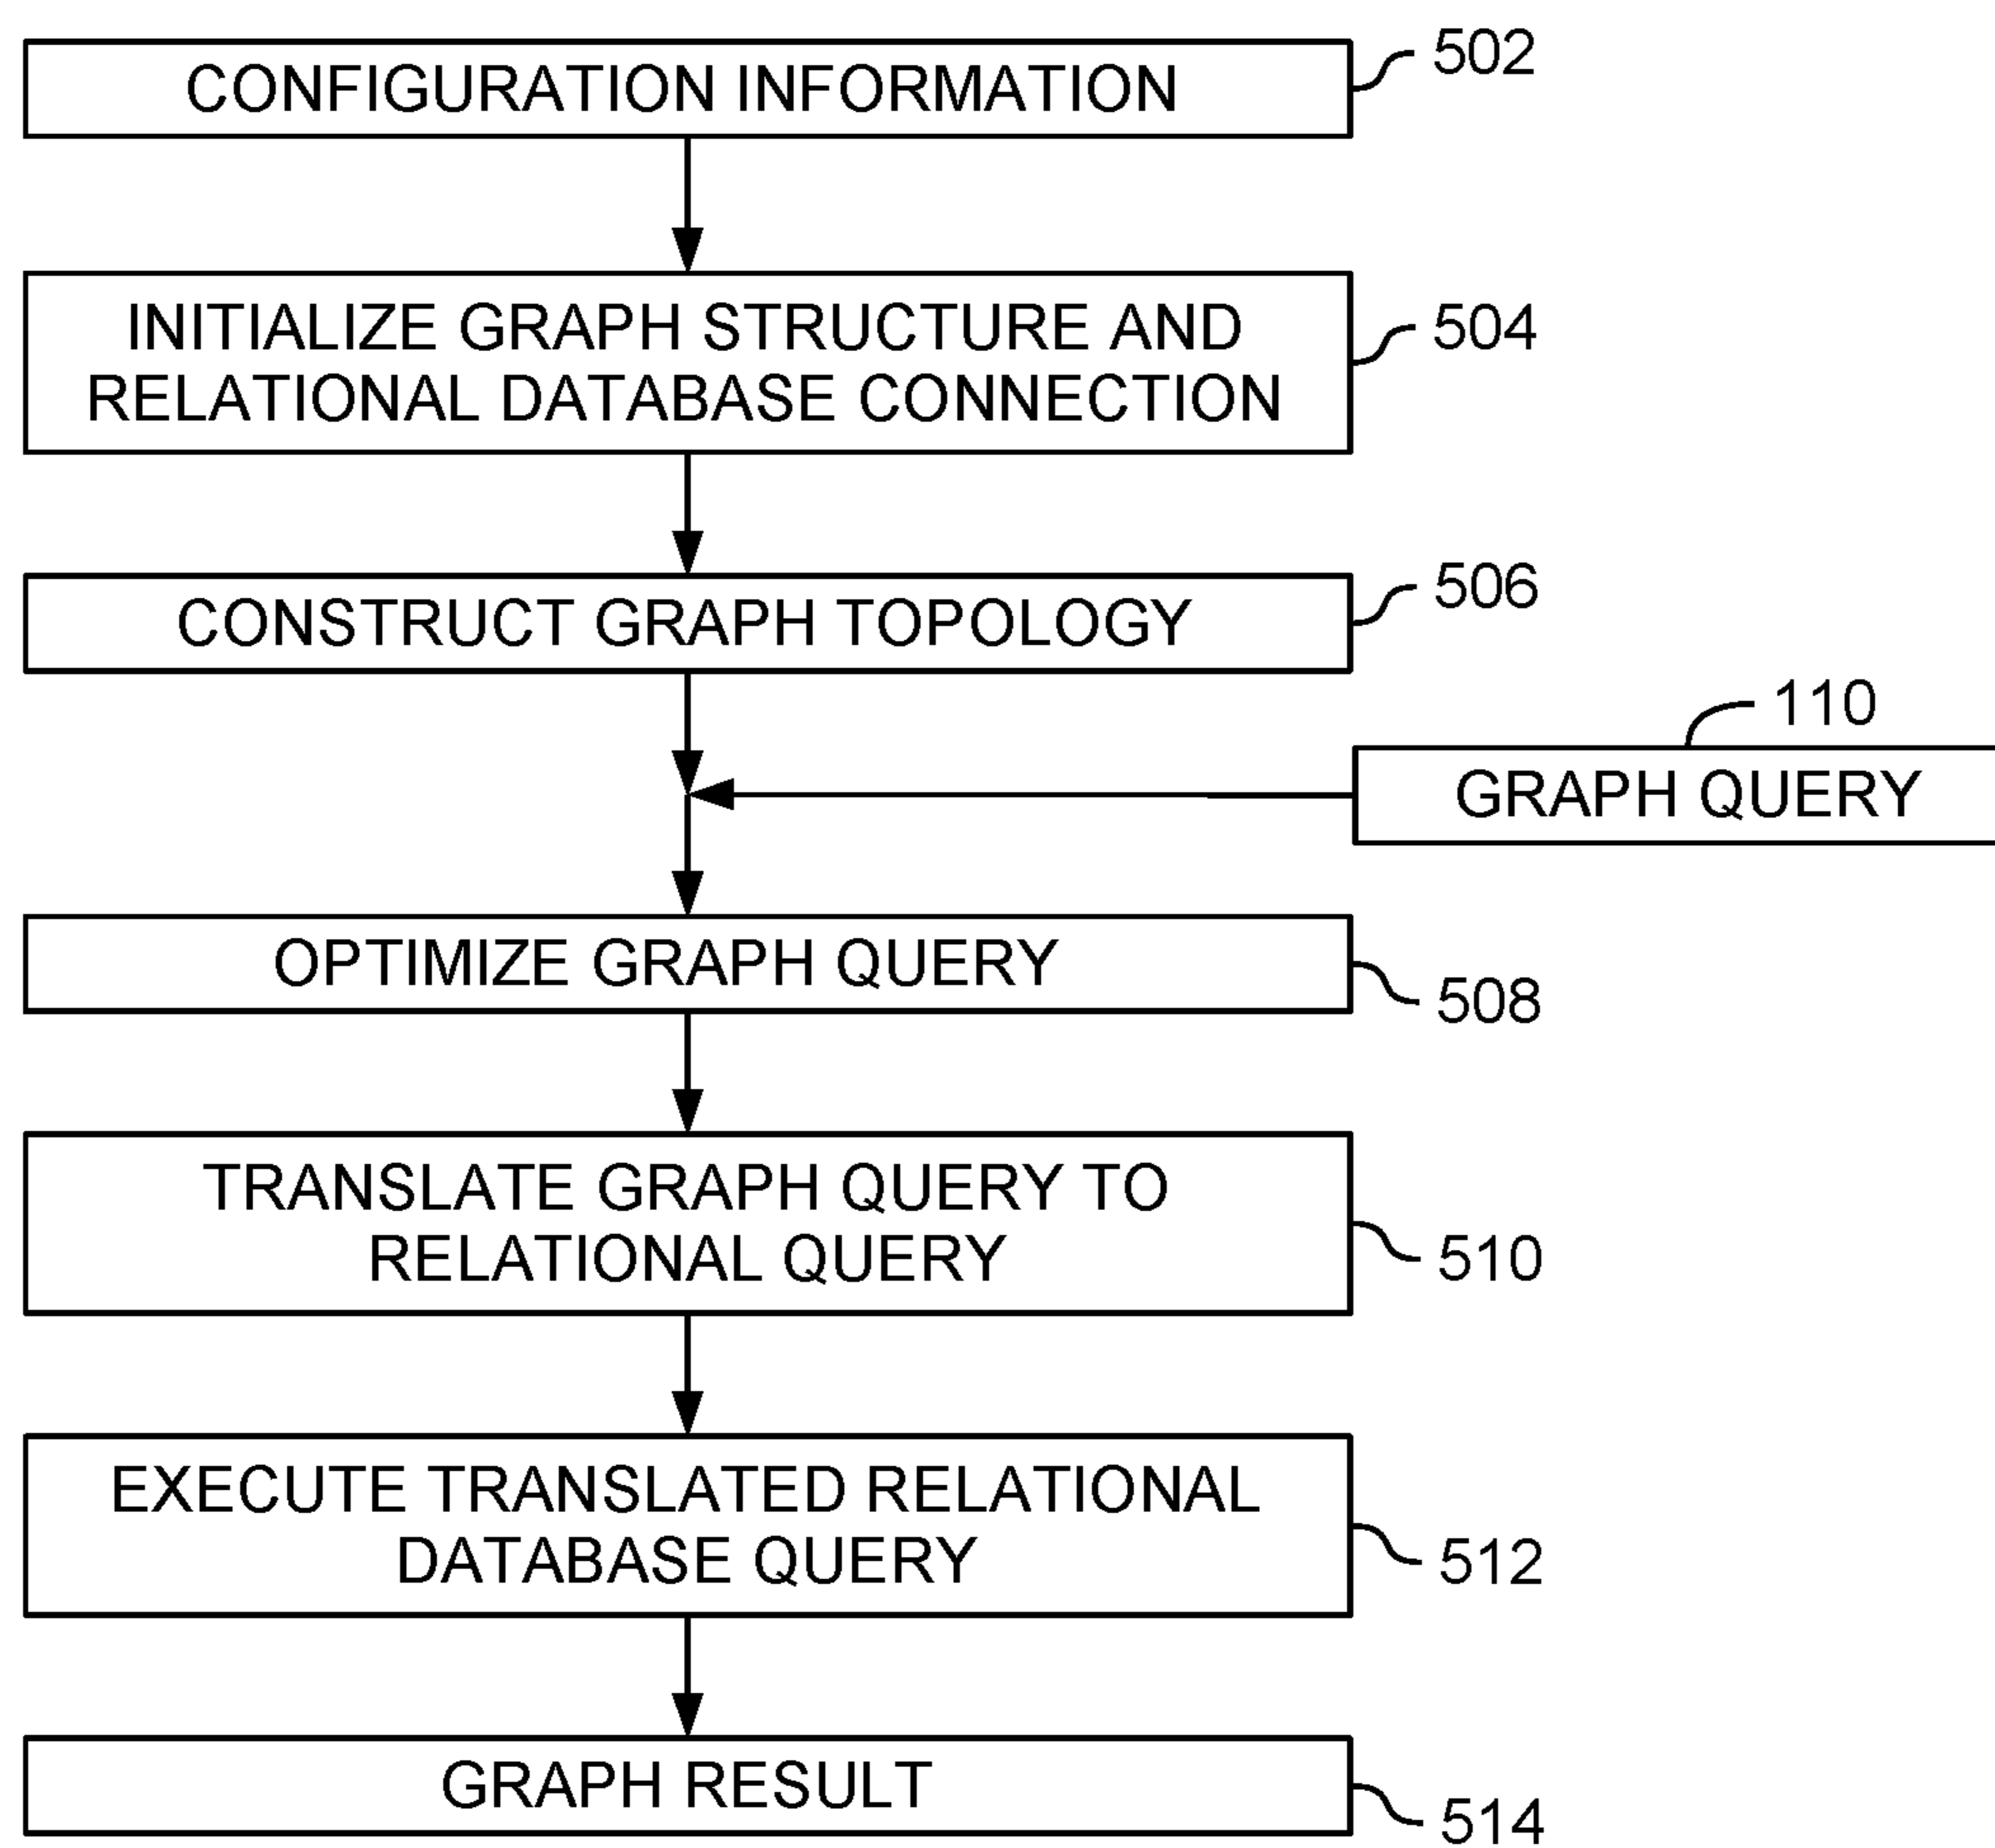 CONFIGURATION INFORMATION
502
INITIALIZE GRAPH STRUCTURE AND
RELATIONAL DATABASE CONNECTION
504
CONSTRUCT GRAPH TOPOLOGY
506
110
GRAPH QUERY
OPTIMIZE GRAPH QUERY
508
TRANSLATE GRAPH QUERY TO
RELATIONAL QUERY
510
EXECUTE TRANSLATED RELATIONAL
DATABASE QUERY
512
GRAPH RESULT
514